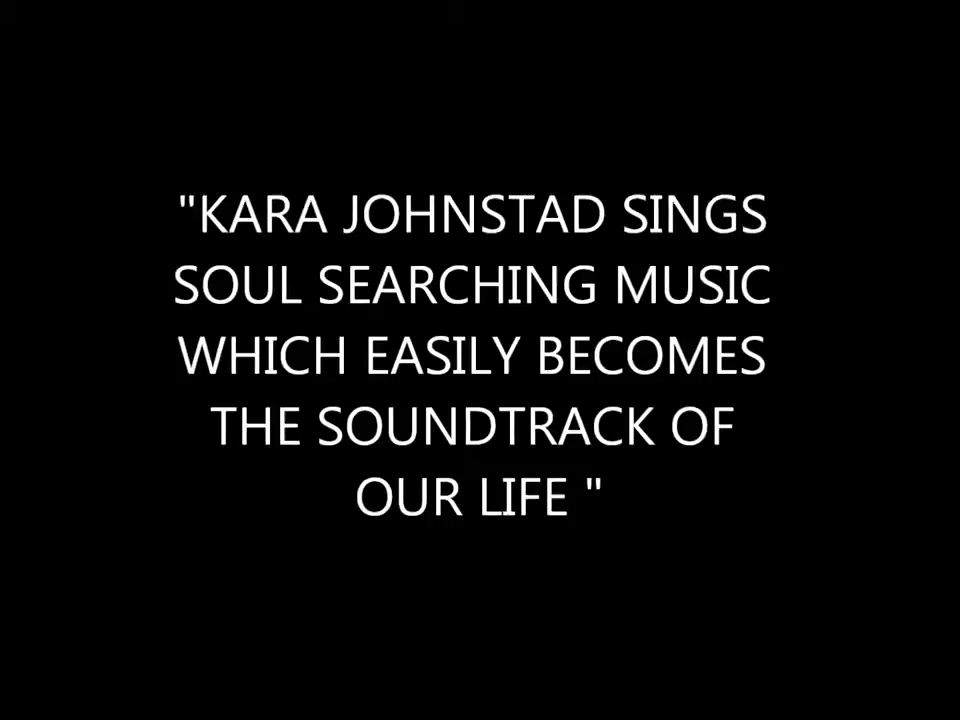 "KARA JOHNSTAD SINGS
SOUL SEARCHING MUSIC
WHICH EASILY BECOMES
THE SOUNDTRACK OF
OUR LIFE "